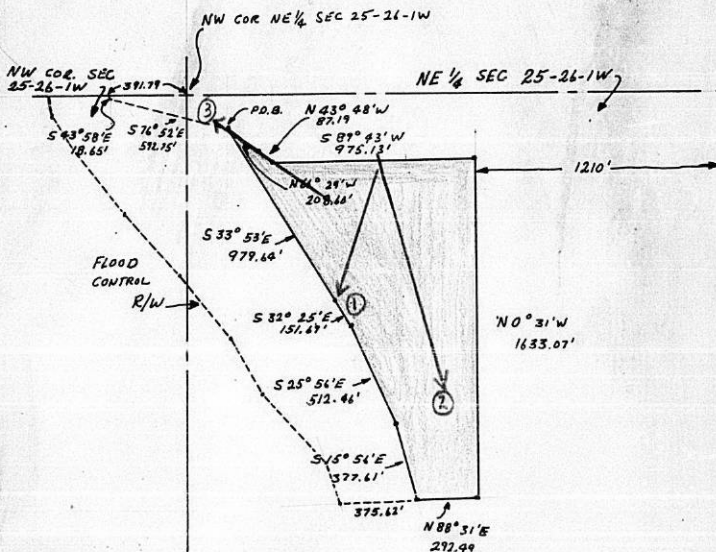 NW COR NE ¼ SEC 25-26-1W
NW COR. SEC
25-26-1W
391.79
NE ¼ SEC 25-26-1W
S 43° 58'E
18.65'
S 76° 52'E
592.75'
3
P.O.B.
N 43° 48'W
87.19
S 89° 43'W
975.13'
1210'
29'W
208.60'
S 33° 53'E
979.64'
FLOOD
CONTROL
R/W
1
S 32° 25'E
151.67'
N 0° 31'W
1633.07'
S 25° 56'E
512.46'
2
S 15° 56'E
377.61'
375.62'
N 88° 31'E
292.49